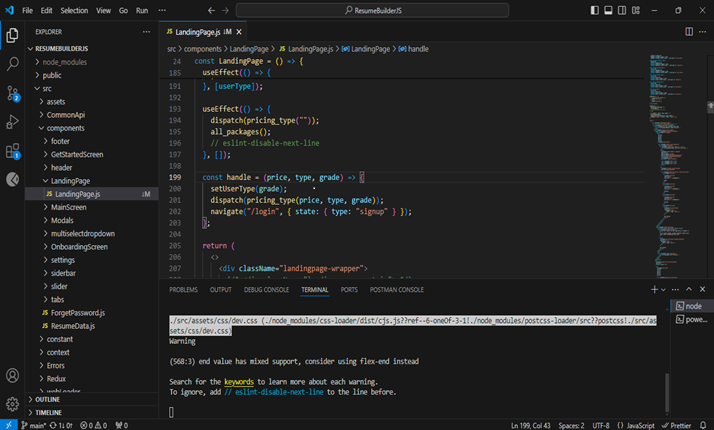 File Edit Selection View Go Run ···
ResumeBuilderJS
EXPLORER ···
RESUMEBUILDERJS
node_modules
public
src
assets
CommonApi
components
footer
GetStartedScreen
header
LandingPage
JS LandingPage.js ↓M
MainScreen
Modals
multiselectdropdown
OnboardingScreen
settings
siderbar
slider
tabs
JS ForgetPassword.js
JS ResumeData.js
constant
context
Errors
Redux
OUTLINE
TIMELINE
2
1
JS LandingPage.js ↓M ×
src > components > LandingPage > JS LandingPage.js > LandingPage > handle
24 const LandingPage = () => {
185 useEffect(() => {
191 }, [userType]);
192
193 useEffect(() => {
194 dispatch(pricing_type(""));
195 all_packages();
196 // eslint-disable-next-line
197 }, []);
198
199 const handle = (price, type, grade) => {
200 setUserType(grade);
201 dispatch(pricing_type(price, type, grade));
202 navigate("/login", { state: { type: "signup" } });
203 };
204
205 return (
206 <>
207 <div className="landingpage-wrapper">
PROBLEMS OUTPUT DEBUG CONSOLE TERMINAL PORTS POSTMAN CONSOLE
node
powe...
./src/assets/css/dev.css (./node_modules/css-loader/dist/cjs.js??ref--6-oneOf-3-1!./node_modules/postcss-loader/src??postcss!./src/as
sets/css/dev.css)
Warning
(568:3) end value has mixed support, consider using flex-end instead
Search for the keywords to learn more about each warning.
To ignore, add // eslint-disable-next-line to the line before.
main* 1↓ 0↑ 0 0 0 Ln 199, Col 43 Spaces: 2 UTF-8 {} JavaScript Prettier